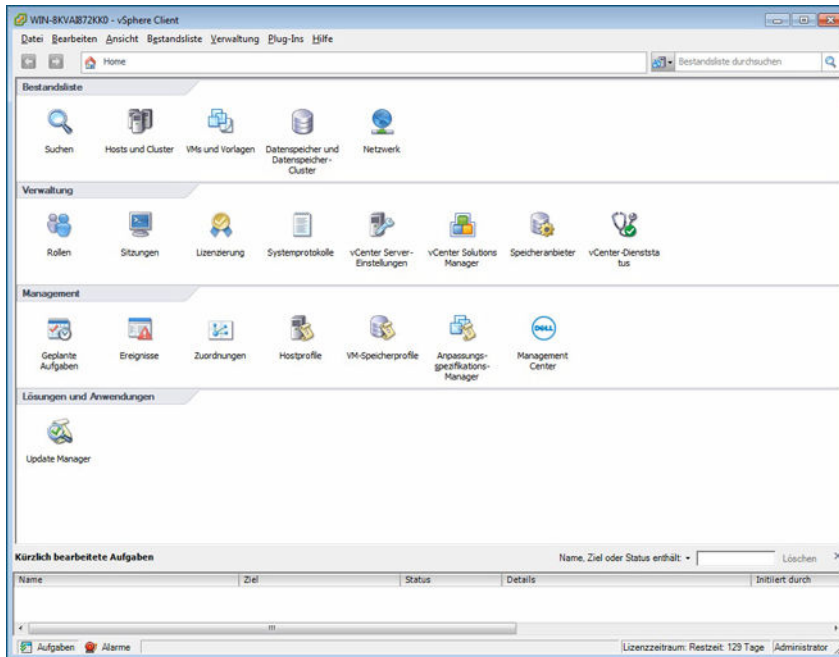 WIN-8KVAI872KK0 - vSphere Client
Datei Bearbeiten Ansicht Bestandsliste Verwaltung Plug-Ins Hilfe
Home
Bestandsliste durchsuchen
Bestandsliste
Suchen
Hosts und Cluster
VMs und Vorlagen
Datenspeicher und
Datenspeicher-
Cluster
Netzwerk
Verwaltung
Rollen
Sitzungen
Lizenzierung
Systemprotokolle
vCenter Server-
Einstellungen
vCenter Solutions
Manager
Speicheranbieter
vCenter-Dienststa
tus
Management
Geplante
Aufgaben
Ereignisse
Zuordnungen
Hostprofile
VM-Speicherprofile
Anpassungs-
spezifikations-
Manager
DELL
Management
Center
Lösungen und Anwendungen
Update Manager
Kürzlich bearbeitete Aufgaben
Name, Ziel oder Status enthält:
Löschen
Name Ziel Status Details Initiiert durch
Aufgaben Alarme
Lizenzzeitraum: Restzeit: 129 Tage Administrator